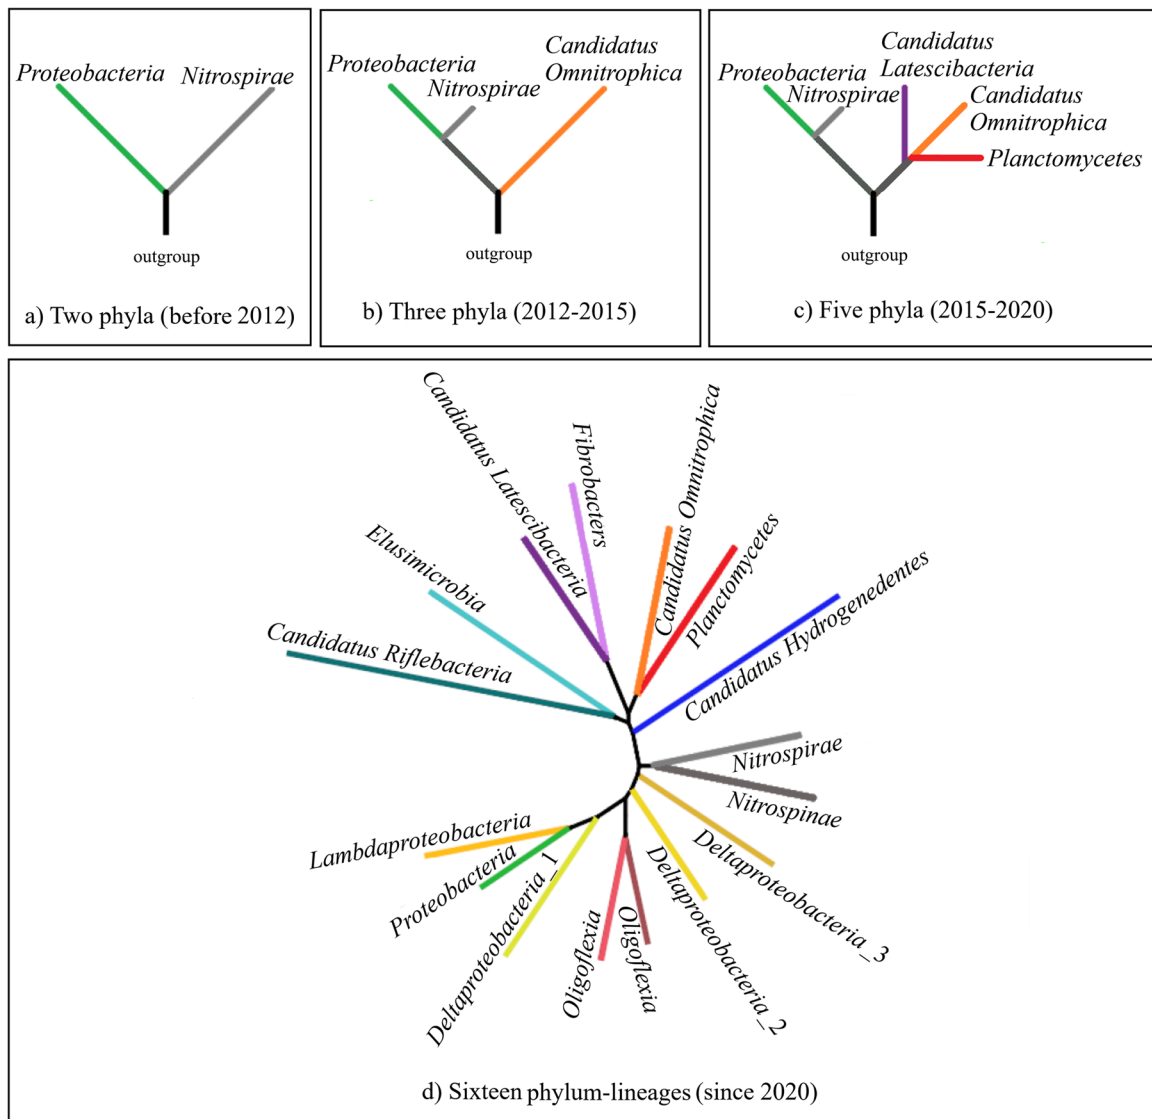 Proteobacteria
Nitrospirae
outgroup
a) Two phyla (before 2012)
Proteobacteria
Nitrospirae
Candidatus
Omnitrophica
outgroup
b) Three phyla (2012-2015)
Proteobacteria
Nitrospirae
Candidatus
Latescibacteria
Candidatus
Omnitrophica
Planctomycetes
outgroup
c) Five phyla (2015-2020)
Candidatus Riflebacteria
Elusimicrobia
Candidatus Latescibacteria
Fibrobacters
Candidatus Omnitrophica
Planctomycetes
Candidatus Hydrogenedentes
Nitrospirae
Nitrospinae
Deltaproteobacteria_3
Deltaproteobacteria_2
Oligoflexia
Oligoflexia
Deltaproteobacteria_1
Proteobacteria
Lambdaproteobacteria
d) Sixteen phylum-lineages (since 2020)